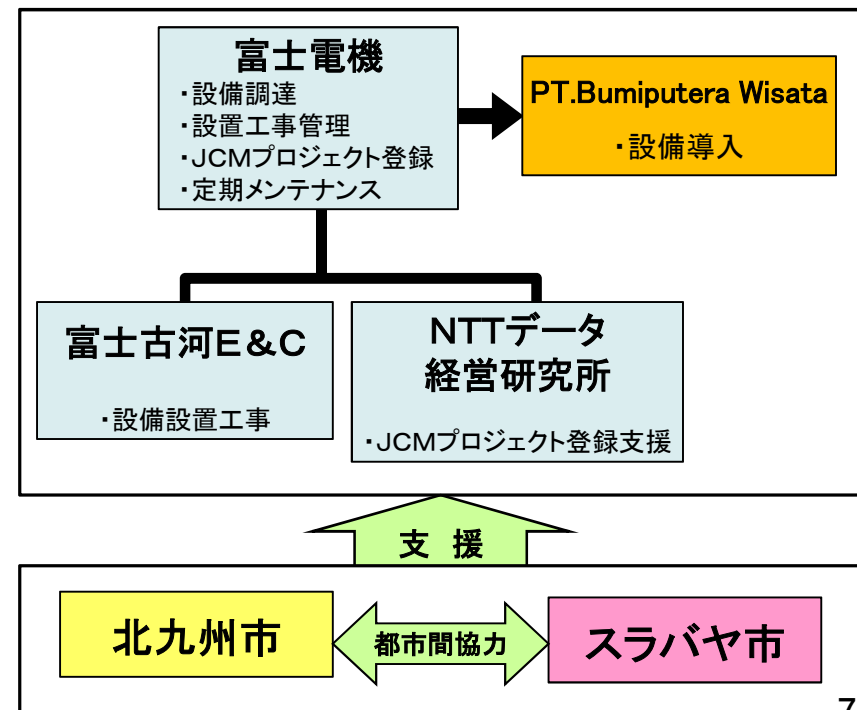 富士電機
・設備調達
・設置工事管理
・JCMプロジェクト登録
・定期メンテナンス
PT.Bumiputera Wisata
・設備導入
富士古河E&C
・設備設置工事
NTTデータ
経営研究所
・JCMプロジェクト登録支援
支 援
北九州市
都市間協力
スラバヤ市
7